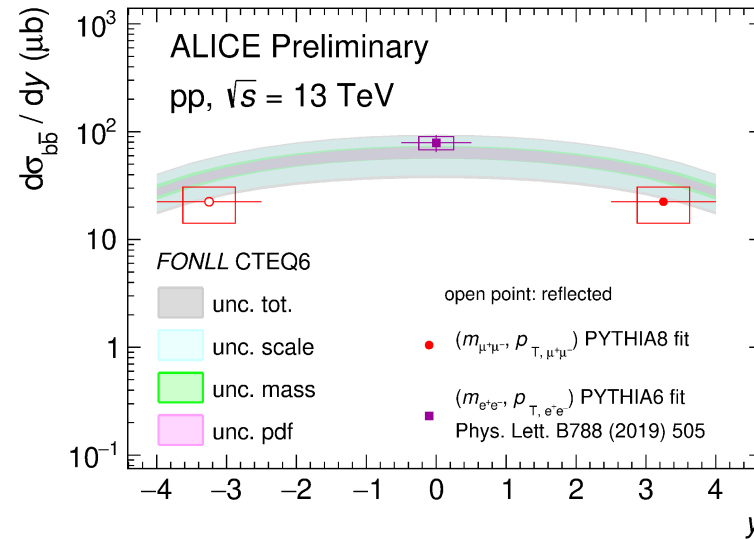 dσ_bb̅ / dy (μb)
10³
10²
10
1
10⁻¹
ALICE Preliminary
pp, √s = 13 TeV
FONLL CTEQ6
unc. tot.
unc. scale
unc. mass
unc. pdf
open point: reflected
(m_μ⁺μ⁻, p_T, μ⁺μ⁻) PYTHIA8 fit
(m_e⁺e⁻, p_T, e⁺e⁻) PYTHIA6 fit
Phys. Lett. B788 (2019) 505
−4 −3 −2 −1 0 1 2 3 4
y